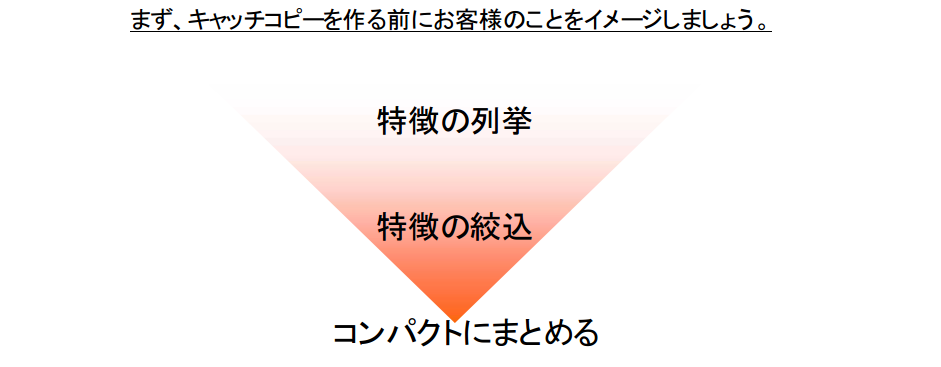 まず、キャッチコピーを作る前にお客様のことをイメージしましょう。
特徴の列挙
特徴の絞込
コンパクトにまとめる